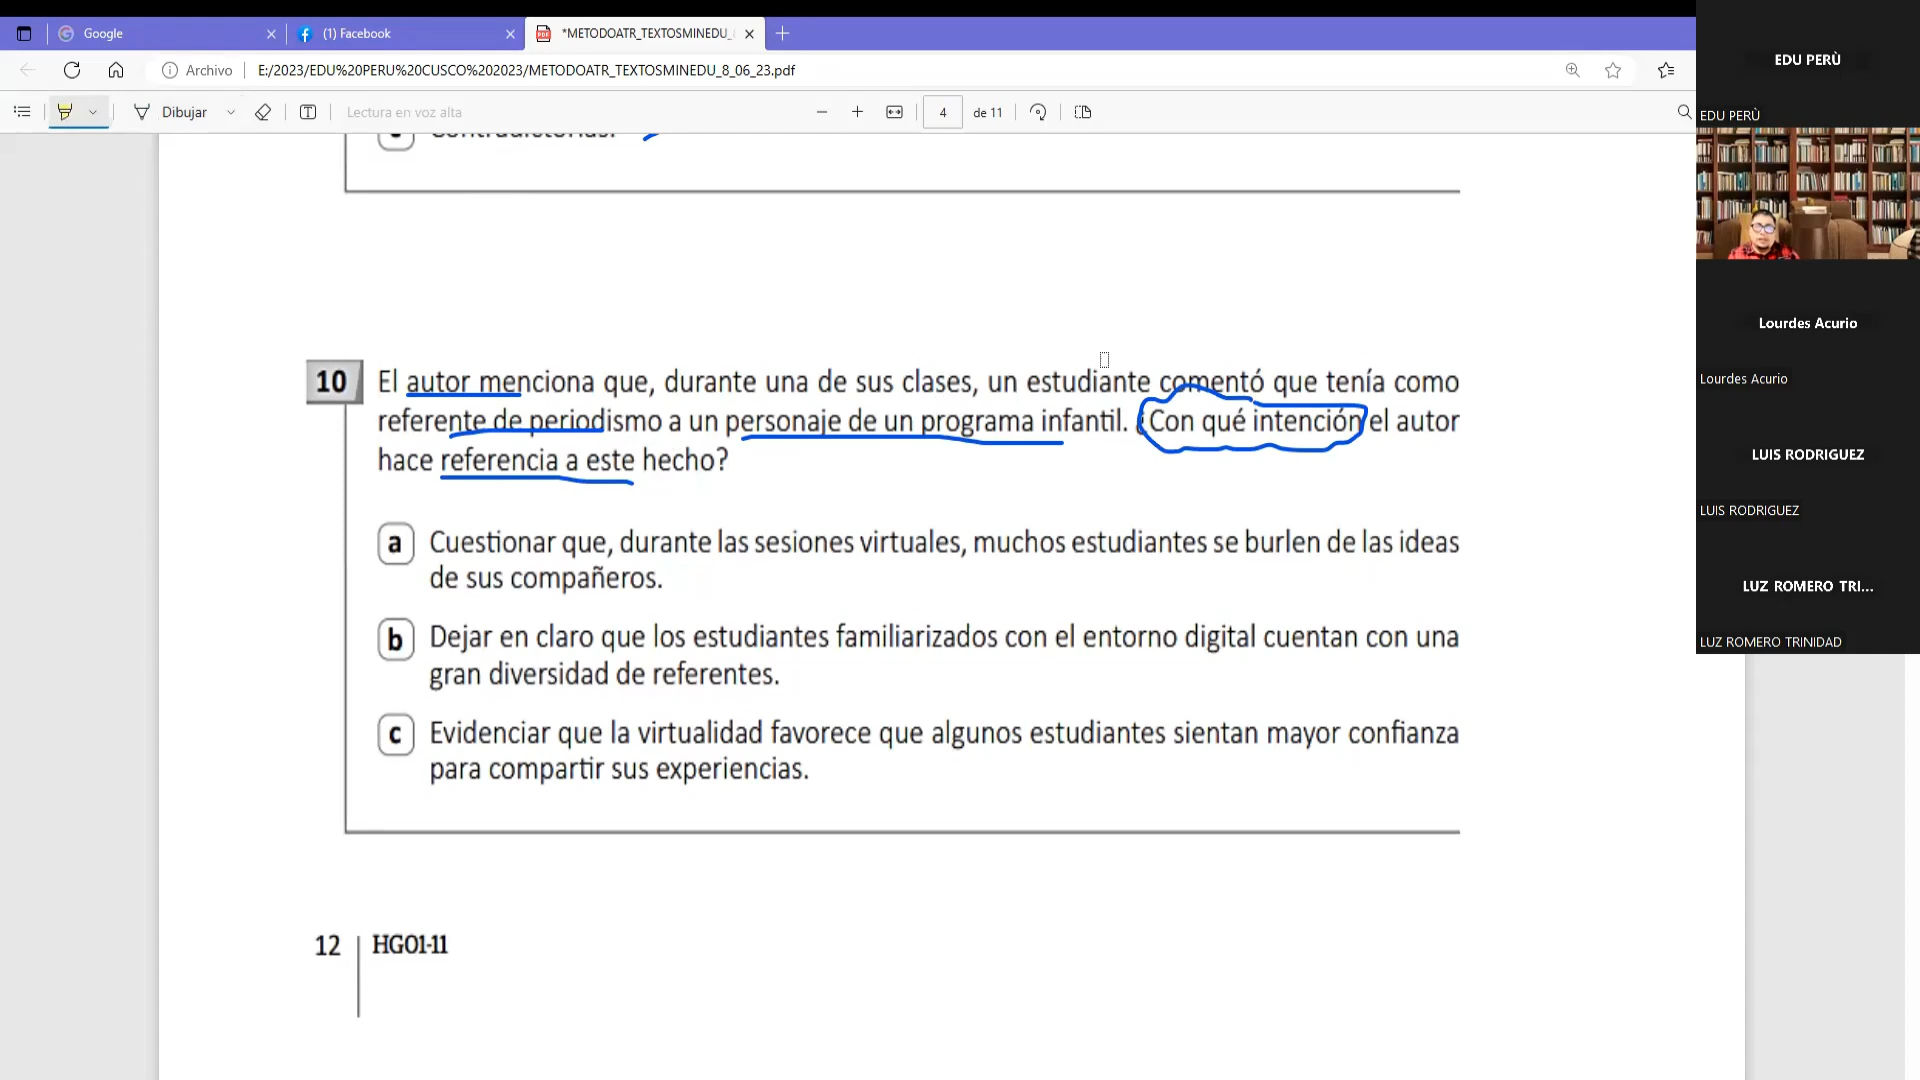 Google
(1) Facebook
*METODOATR_TEXTOSMINEDU_
Archivo
E:/2023/EDU%20PERU%20CUSCO%202023/METODOATR_TEXTOSMINEDU_8_06_23.pdf
Dibujar
Lectura en voz alta
4
de 11
EDU PERÙ
EDU PERÙ
Lourdes Acurio
Lourdes Acurio
LUIS RODRIGUEZ
LUIS RODRIGUEZ
LUZ ROMERO TRI...
LUZ ROMERO TRINIDAD
10
El autor menciona que, durante una de sus clases, un estudiante comentó que tenía como
referente de periodismo a un personaje de un programa infantil. ¿Con qué intención el autor
hace referencia a este hecho?
a Cuestionar que, durante las sesiones virtuales, muchos estudiantes se burlen de las ideas
de sus compañeros.
b Dejar en claro que los estudiantes familiarizados con el entorno digital cuentan con una
gran diversidad de referentes.
c Evidenciar que la virtualidad favorece que algunos estudiantes sientan mayor confianza
para compartir sus experiencias.
12
HG01-11